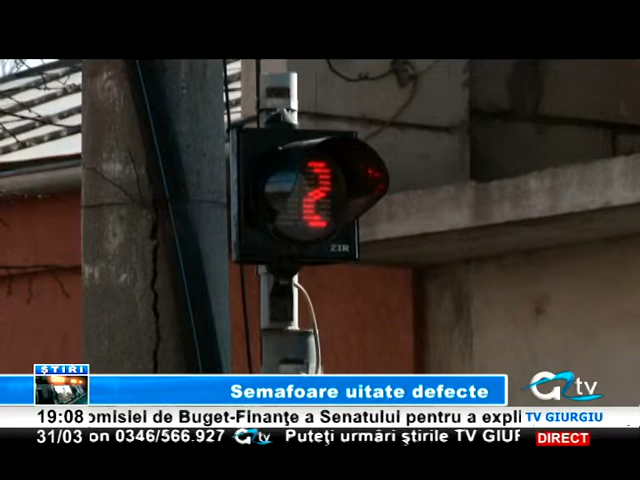 2
ZIR
ŞTIRI
Semafoare uitate defecte
G tv
19:08 omisiei de Buget-Finanţe a Senatului pentru a expli TV GIURGIU
31/03 on 0346/566.927 G tv Puteţi urmări ştirile TV GIUR DIRECT